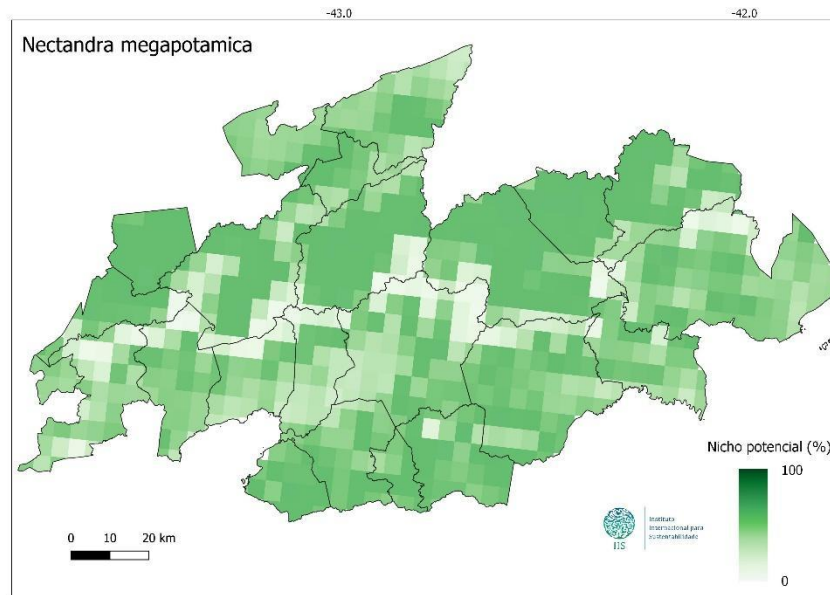 -43.0
-42.0
Nectandra megapotamica
Nicho potencial (%)
100
0
0 10 20 km
IIS
Instituto
Internacional para
Sustentabilidade